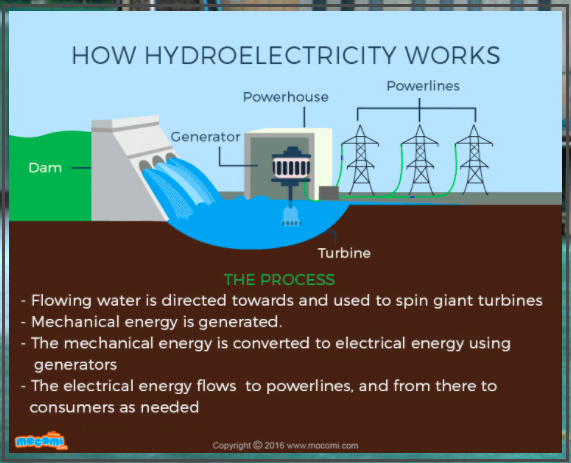 HOW HYDROELECTRICITY WORKS
Powerlines
Powerhouse
Generator
Dam
Turbine
THE PROCESS
- Flowing water is directed towards and used to spin giant turbines
- Mechanical energy is generated.
- The mechanical energy is converted to electrical energy using
generators
- The electrical energy flows to powerlines, and from there to
consumers as needed
mocomi.com
Copyright © 2016 www.mocomi.com